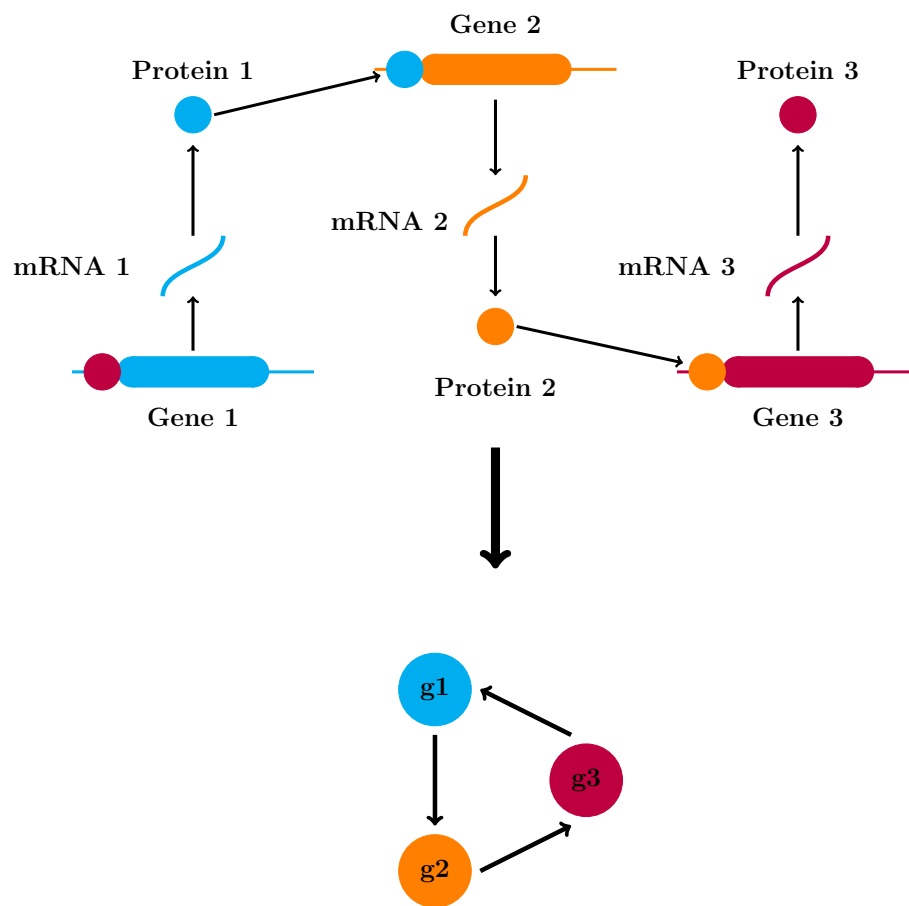 Gene 2
Protein 1
Protein 3
mRNA 2
mRNA 1
mRNA 3
Protein 2
Gene 1
Gene 3
g1
g3
g2